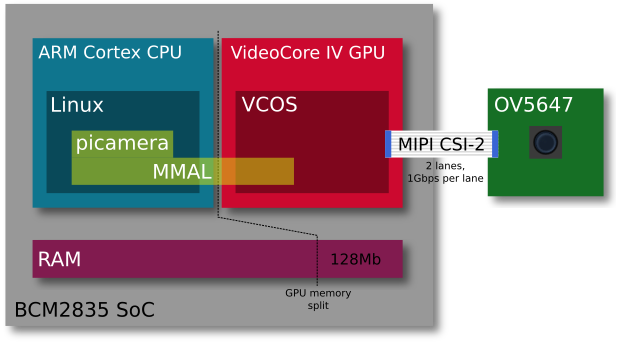 ARM Cortex CPU
VideoCore IV GPU
Linux
VCOS
picamera
MMAL
OV5647
MIPI CSI-2
2 lanes,
1Gbps per lane
RAM
128Mb
GPU memory
split
BCM2835 SoC